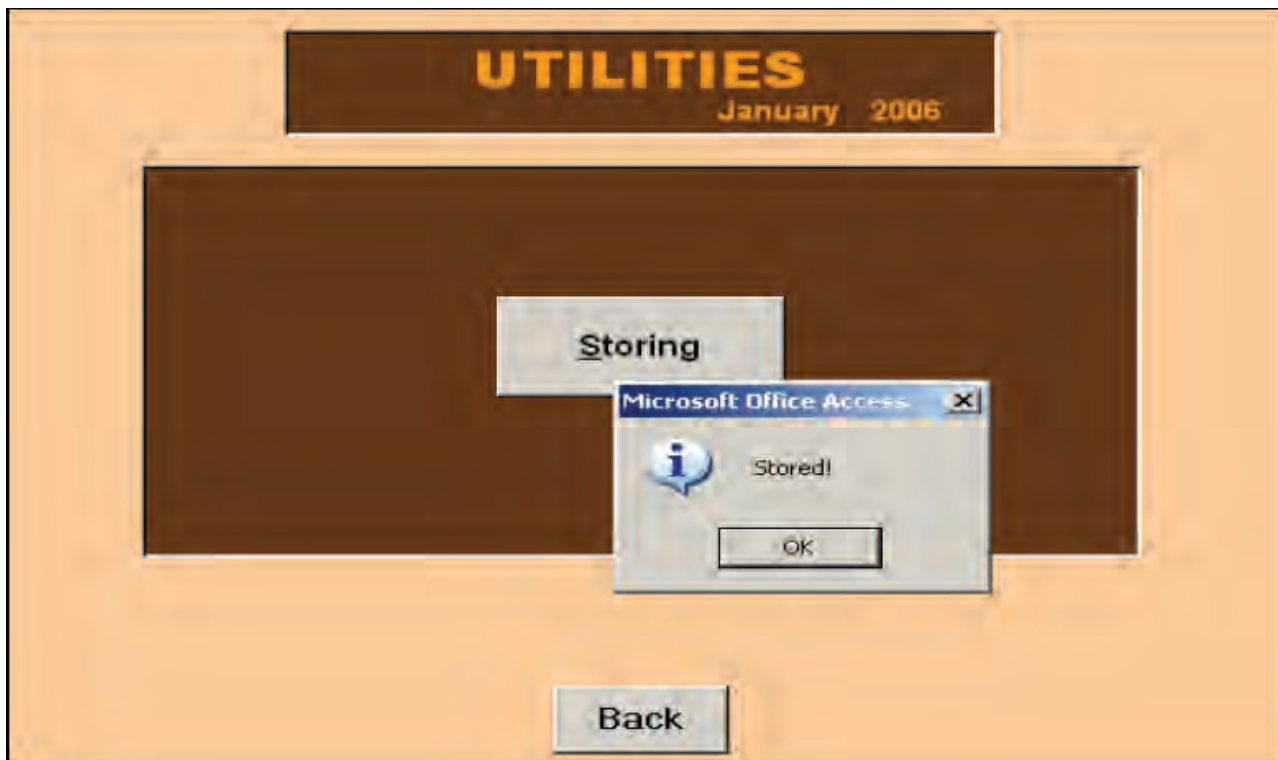 UTILITIES
January 2006
Storing
Microsoft Office Access
Stored!
OK
Back